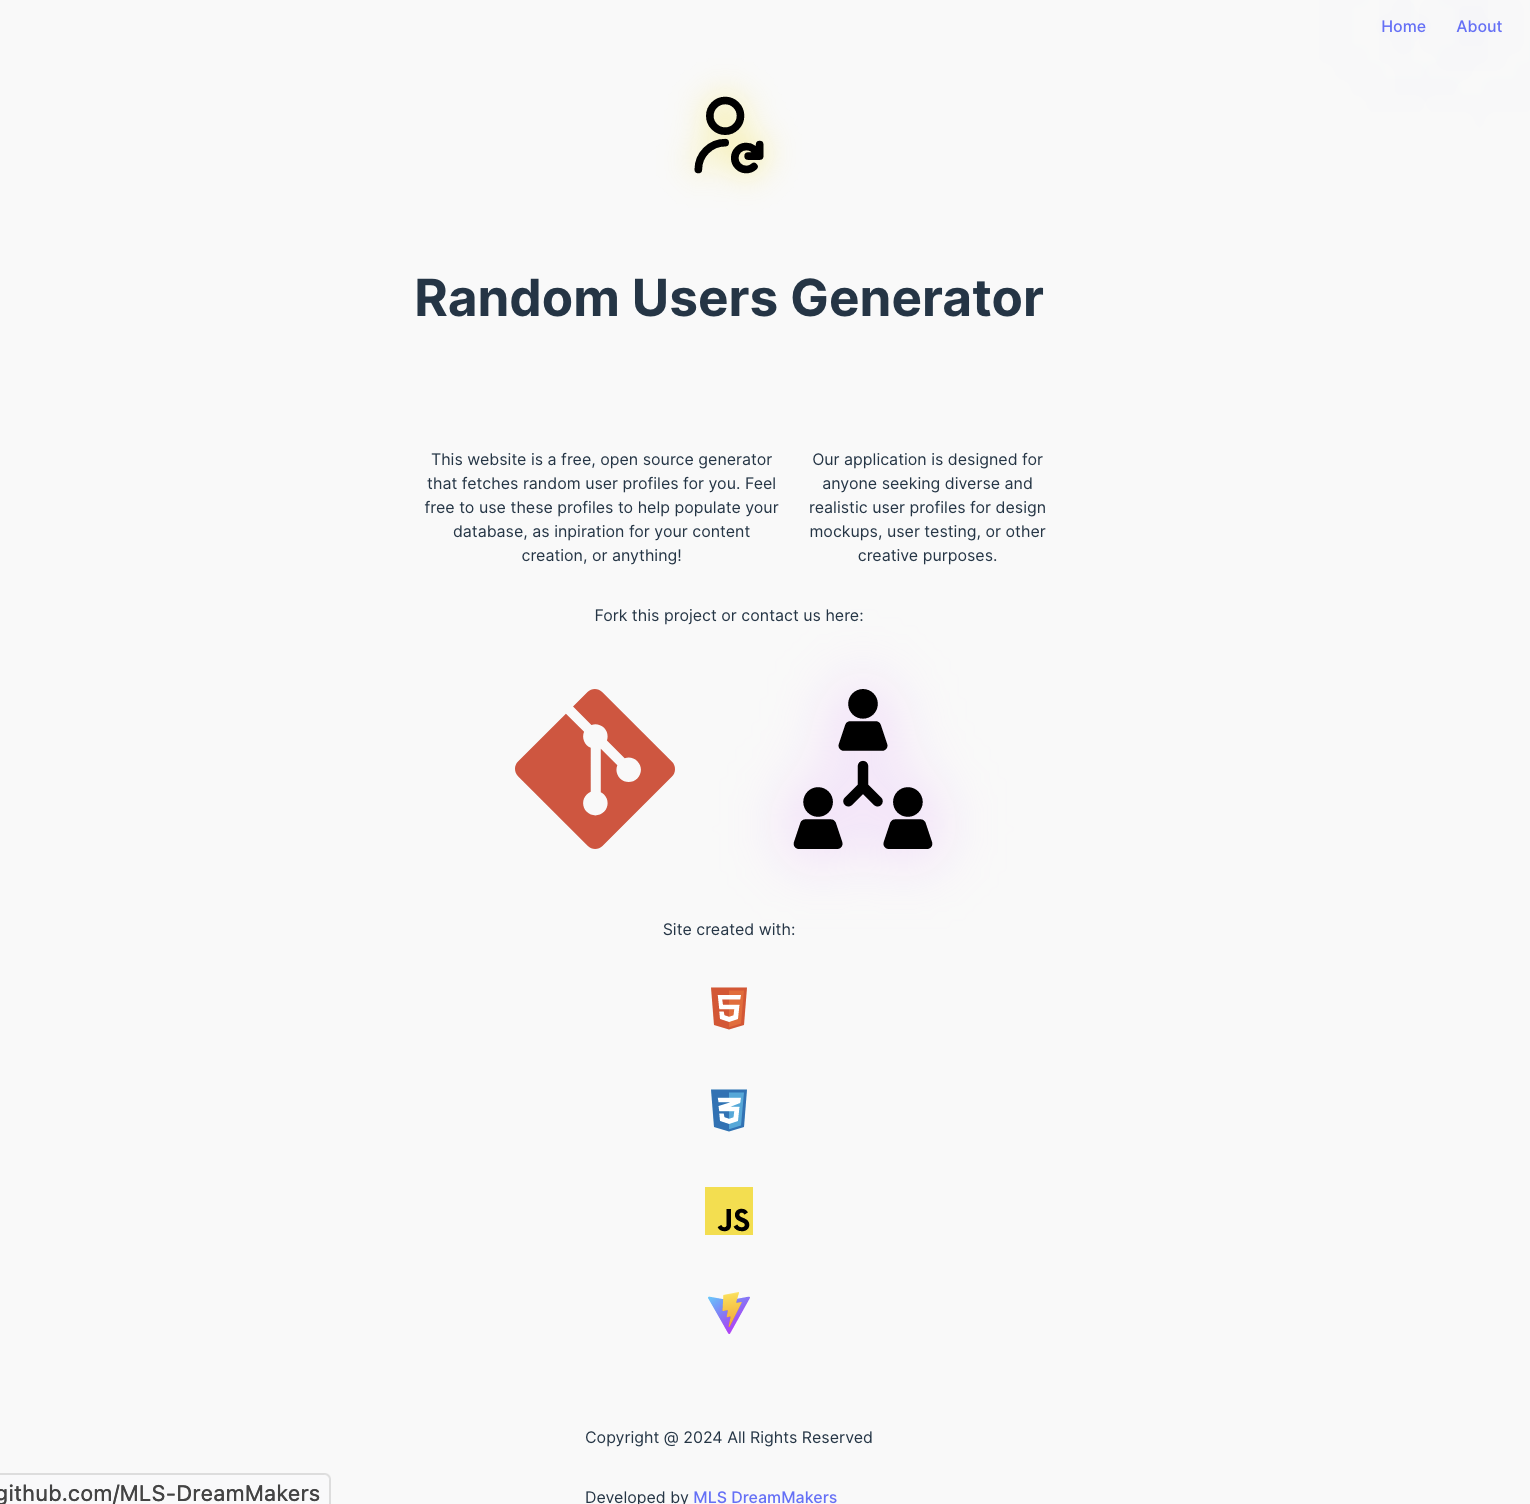 Home About
Random Users Generator
This website is a free, open source generator
that fetches random user profiles for you. Feel
free to use these profiles to help populate your
database, as inpiration for your content
creation, or anything!
Our application is designed for
anyone seeking diverse and
realistic user profiles for design
mockups, user testing, or other
creative purposes.
Fork this project or contact us here:
Site created with:
5
3
JS
Copyright @ 2024 All Rights Reserved
github.com/MLS-DreamMakers
Developed by MLS DreamMakers